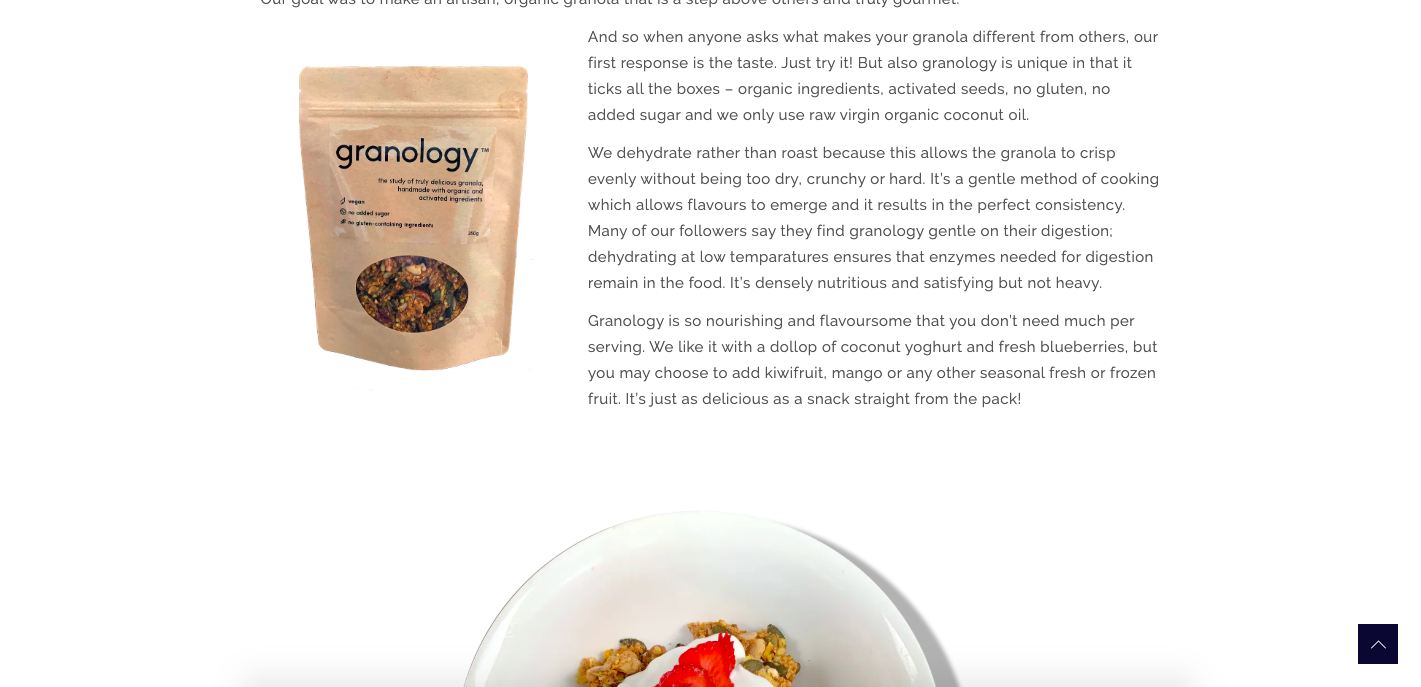 Our goal was to make an artisan, organic granola that is a step above others and truly gourmet.
And so when anyone asks what makes your granola different from others, our
first response is the taste. Just try it! But also granology is unique in that it
ticks all the boxes – organic ingredients, activated seeds, no gluten, no
added sugar and we only use raw virgin organic coconut oil.
We dehydrate rather than roast because this allows the granola to crisp
evenly without being too dry, crunchy or hard. It’s a gentle method of cooking
which allows flavours to emerge and it results in the perfect consistency.
Many of our followers say they find granology gentle on their digestion;
dehydrating at low temparatures ensures that enzymes needed for digestion
remain in the food. It’s densely nutritious and satisfying but not heavy.
Granology is so nourishing and flavoursome that you don’t need much per
serving. We like it with a dollop of coconut yoghurt and fresh blueberries, but
you may choose to add kiwifruit, mango or any other seasonal fresh or frozen
fruit. It’s just as delicious as a snack straight from the pack!
granology™
the study of truly delicious granola,
handmade with organic and
activated ingredients
vegan
no added sugar
no gluten-containing ingredients